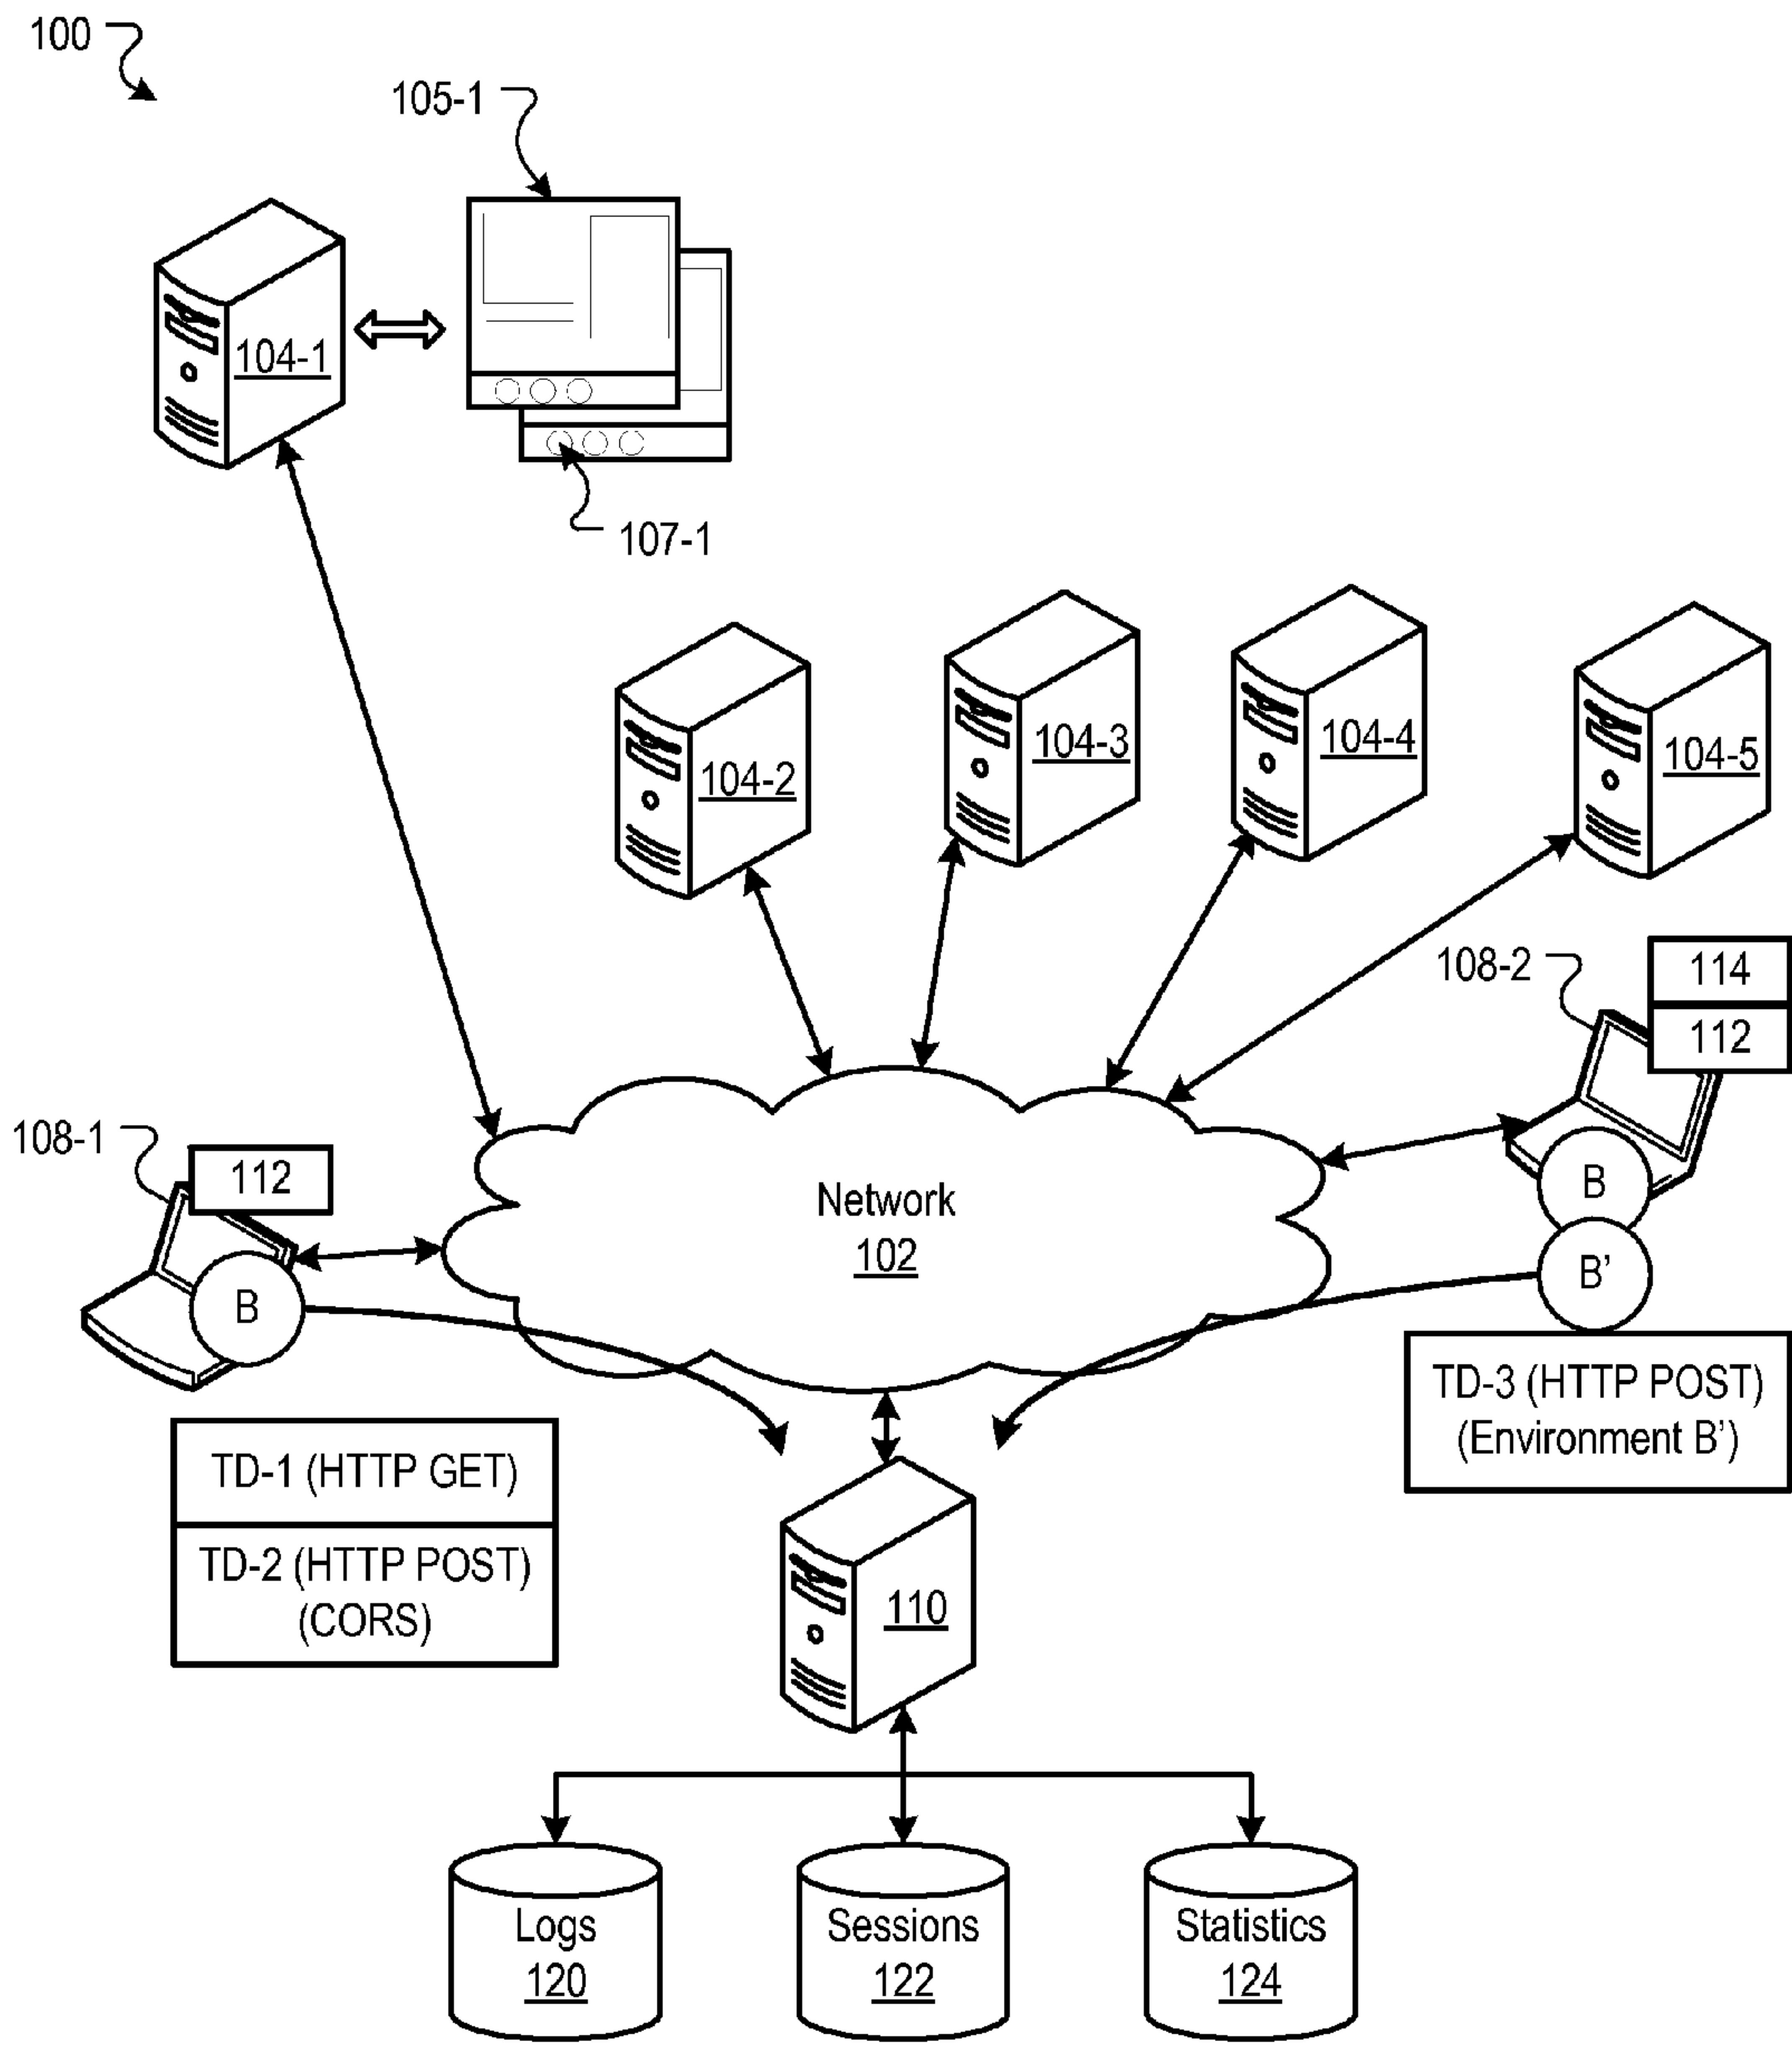 100
105-1
104-1
107-1
104-2
104-3
104-4
104-5
108-2
114
112
108-1
112
Network
102
B
B'
B
TD-3 (HTTP POST)
(Environment B')
TD-1 (HTTP GET)
TD-2 (HTTP POST)
(CORS)
110
Logs
120
Sessions
122
Statistics
124